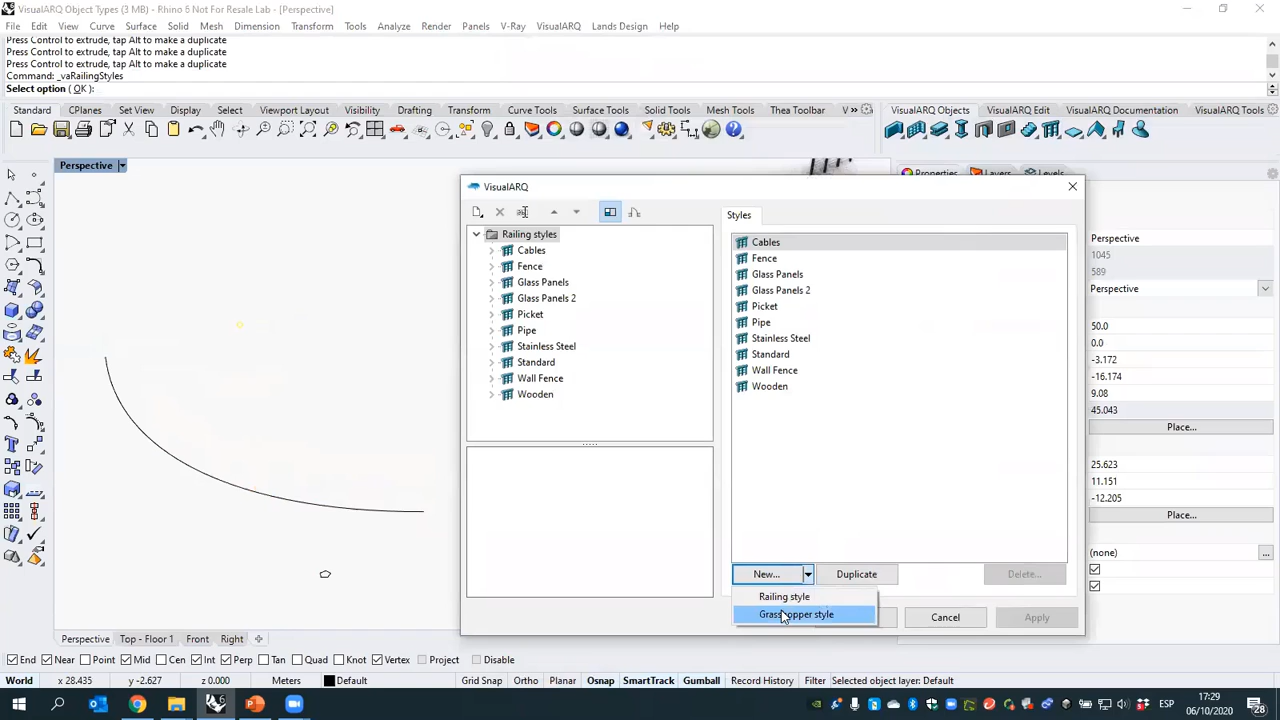 VisualARQ Object Types (3 MB) - Rhino 6 Not For Resale Lab - [Perspective]
File Edit View Curve Surface Solid Mesh Dimension Transform Tools Analyze Render Panels V-Ray VisualARQ Lands Design Help
Press Control to extrude, tap Alt to make a duplicate
Press Control to extrude, tap Alt to make a duplicate
Press Control to extrude, tap Alt to make a duplicate
Command: _vaRailingStyles
Select option ( OK ):
Standard CPlanes Set View Display Select Viewport Layout Visibility Drafting Transform Curve Tools Surface Tools Solid Tools Mesh Tools Thea Toolbar V
VisualARQ Objects VisualARQ Edit VisualARQ Documentation VisualARQ Tools
Perspective
Properties Layers Levels
VisualARQ
Styles
Railing styles
Cables
Fence
Glass Panels
Glass Panels 2
Picket
Pipe
Stainless Steel
Standard
Wall Fence
Wooden
Cables
Fence
Glass Panels
Glass Panels 2
Picket
Pipe
Stainless Steel
Standard
Wall Fence
Wooden
New... Duplicate Delete...
Railing style
Grasshopper style
Cancel Apply
Perspective
1045
589
Perspective
50.0
0.0
-3.172
-16.174
9.08
45.043
Place...
25.623
11.151
-12.205
Place...
(none) ...
Perspective Top - Floor 1 Front Right
End Near Point Mid Cen Int Perp Tan Quad Knot Vertex Project Disable
World x 28.435 y -2.627 z 0.000 Meters Default Grid Snap Ortho Planar Osnap SmartTrack Gumball Record History Filter Selected object layer: Default
ESP
17:29
06/10/2020
28